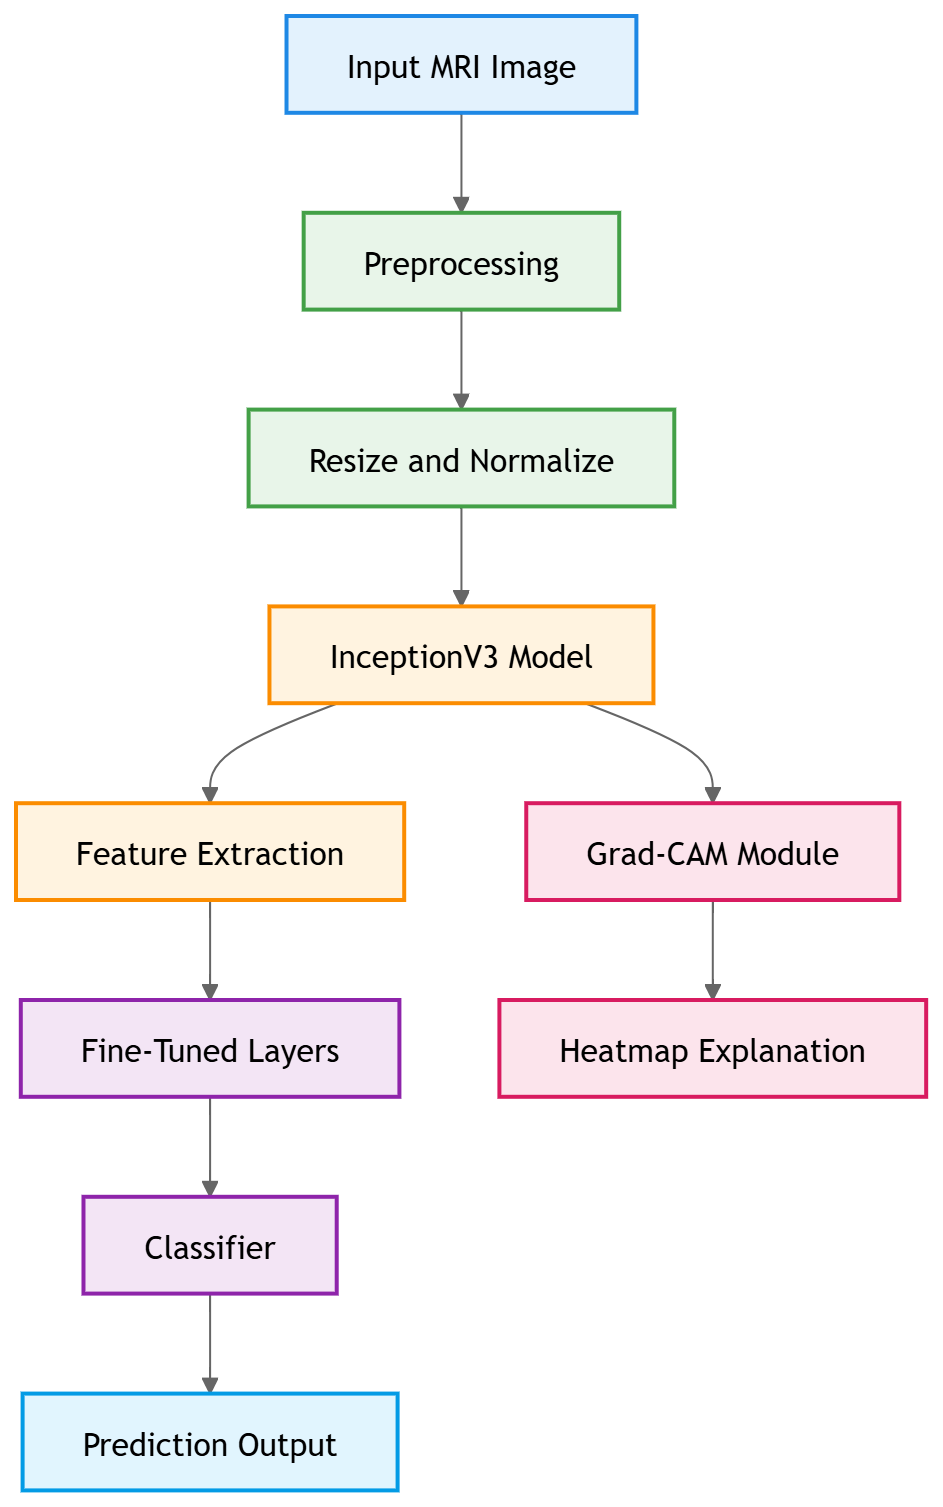 Input MRI Image
Preprocessing
Resize and Normalize
InceptionV3 Model
Feature Extraction
Grad-CAM Module
Fine-Tuned Layers
Heatmap Explanation
Classifier
Prediction Output